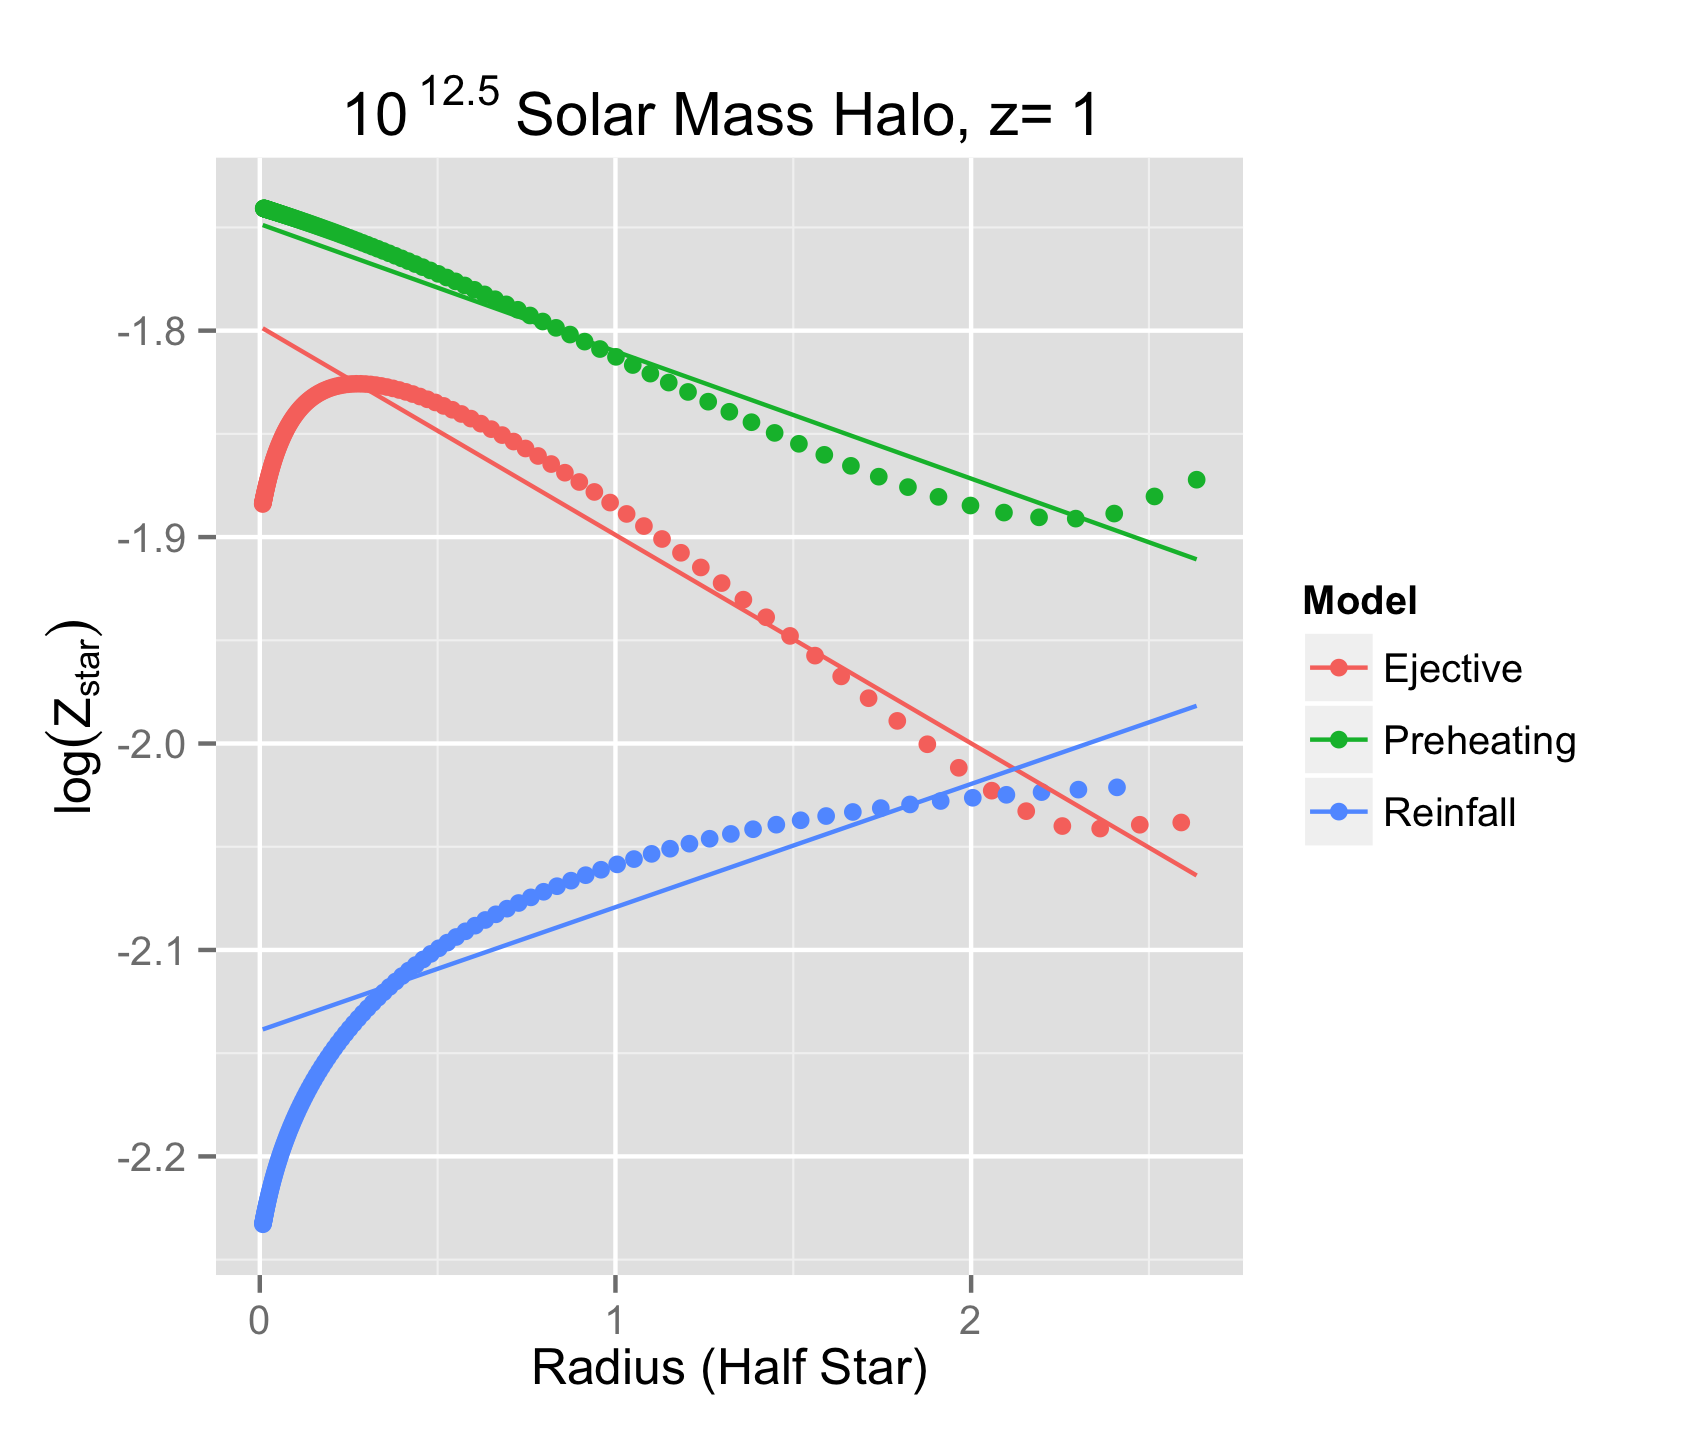 10 12.5 Solar Mass Halo, z= 1
-1.8
-1.9
-2.0
-2.1
-2.2
log(Zstar)
0 1 2
Radius (Half Star)
Model
Ejective
Preheating
Reinfall